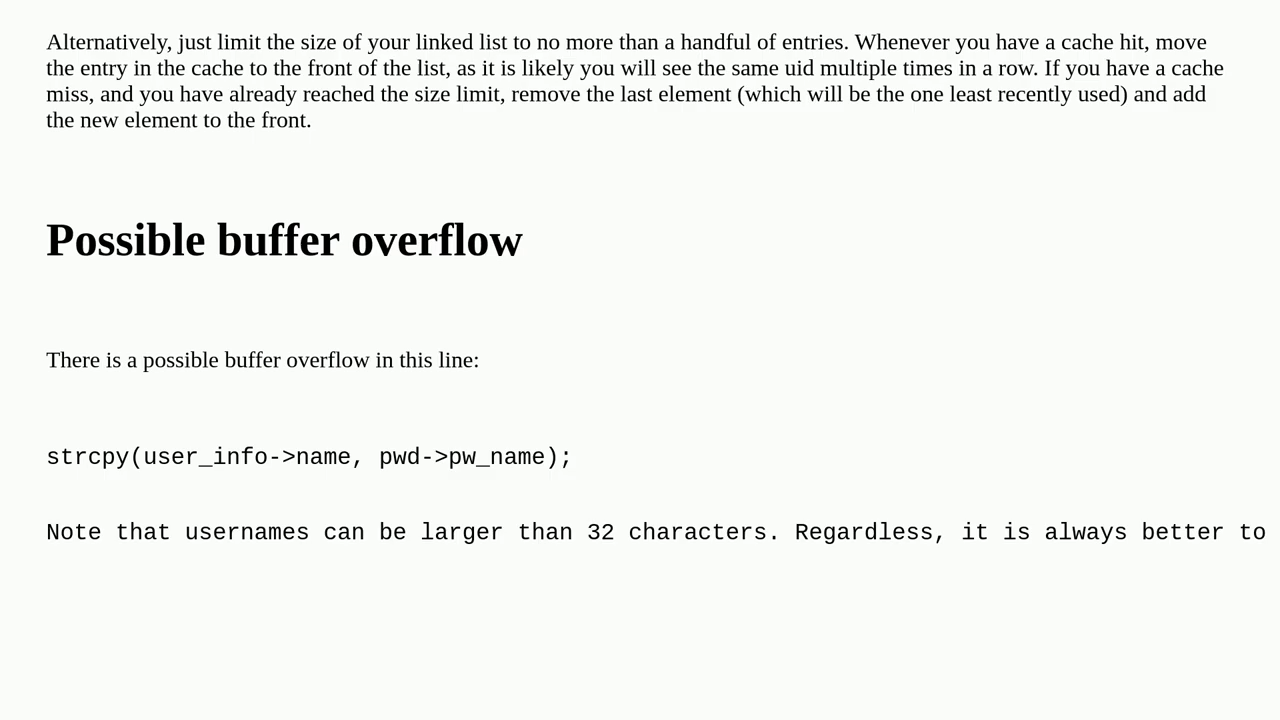 Alternatively, just limit the size of your linked list to no more than a handful of entries. Whenever you have a cache hit, move
the entry in the cache to the front of the list, as it is likely you will see the same uid multiple times in a row. If you have a cache
miss, and you have already reached the size limit, remove the last element (which will be the one least recently used) and add
the new element to the front.
Possible buffer overflow
There is a possible buffer overflow in this line:
strcpy(user_info->name, pwd->pw_name);
Note that usernames can be larger than 32 characters. Regardless, it is always better to